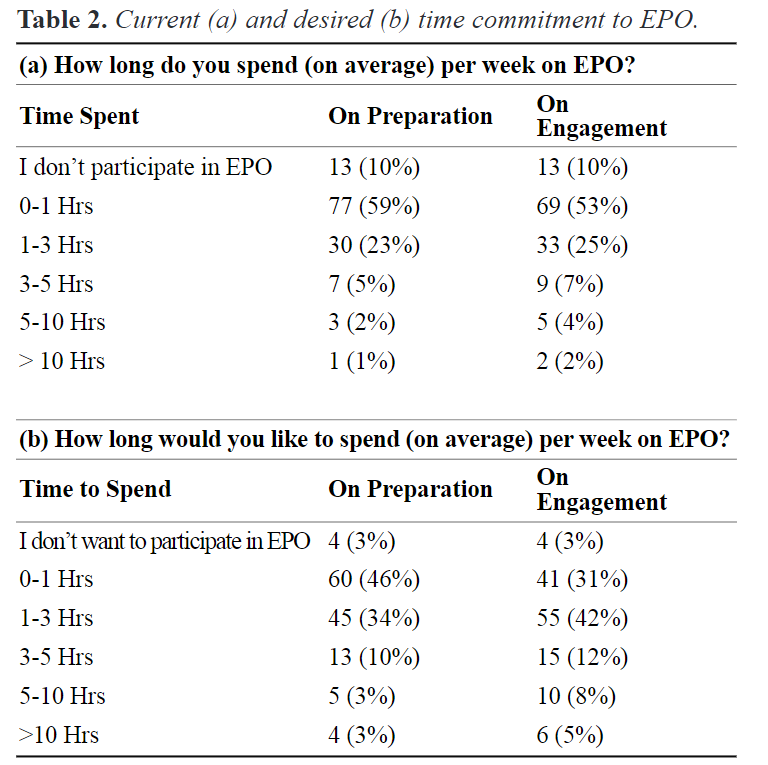 Table 2. Current (a) and desired (b) time commitment to EPO.
(a) How long do you spend (on average) per week on EPO?
Time Spent On Preparation On Engagement
I don’t participate in EPO 13 (10%) 13 (10%)
0-1 Hrs 77 (59%) 69 (53%)
1-3 Hrs 30 (23%) 33 (25%)
3-5 Hrs 7 (5%) 9 (7%)
5-10 Hrs 3 (2%) 5 (4%)
> 10 Hrs 1 (1%) 2 (2%)
(b) How long would you like to spend (on average) per week on EPO?
Time to Spend On Preparation On Engagement
I don’t want to participate in EPO 4 (3%) 4 (3%)
0-1 Hrs 60 (46%) 41 (31%)
1-3 Hrs 45 (34%) 55 (42%)
3-5 Hrs 13 (10%) 15 (12%)
5-10 Hrs 5 (3%) 10 (8%)
>10 Hrs 4 (3%) 6 (5%)